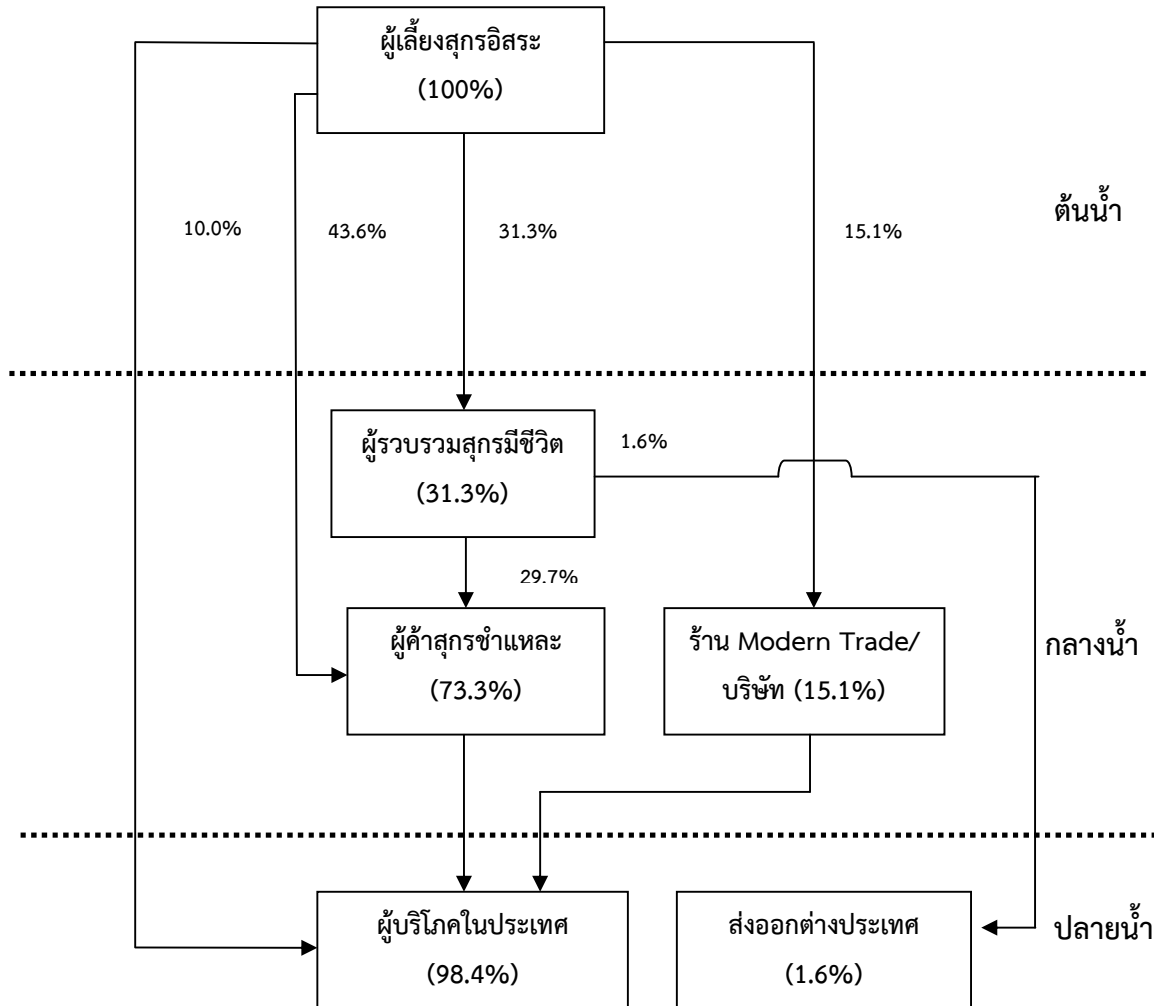 ผู้เลี้ยงสุกรอิสระ
(100%)
10.0%
43.6%
31.3%
15.1%
ต้นน้ำ
ผู้รวบรวมสุกรมีชีวิต
(31.3%)
1.6%
29.7%
ผู้ค้าสุกรชำแหละ
(73.3%)
ร้าน Modern Trade/
บริษัท (15.1%)
กลางน้ำ
ผู้บริโภคในประเทศ
(98.4%)
ส่งออกต่างประเทศ
(1.6%)
ปลายน้ำ